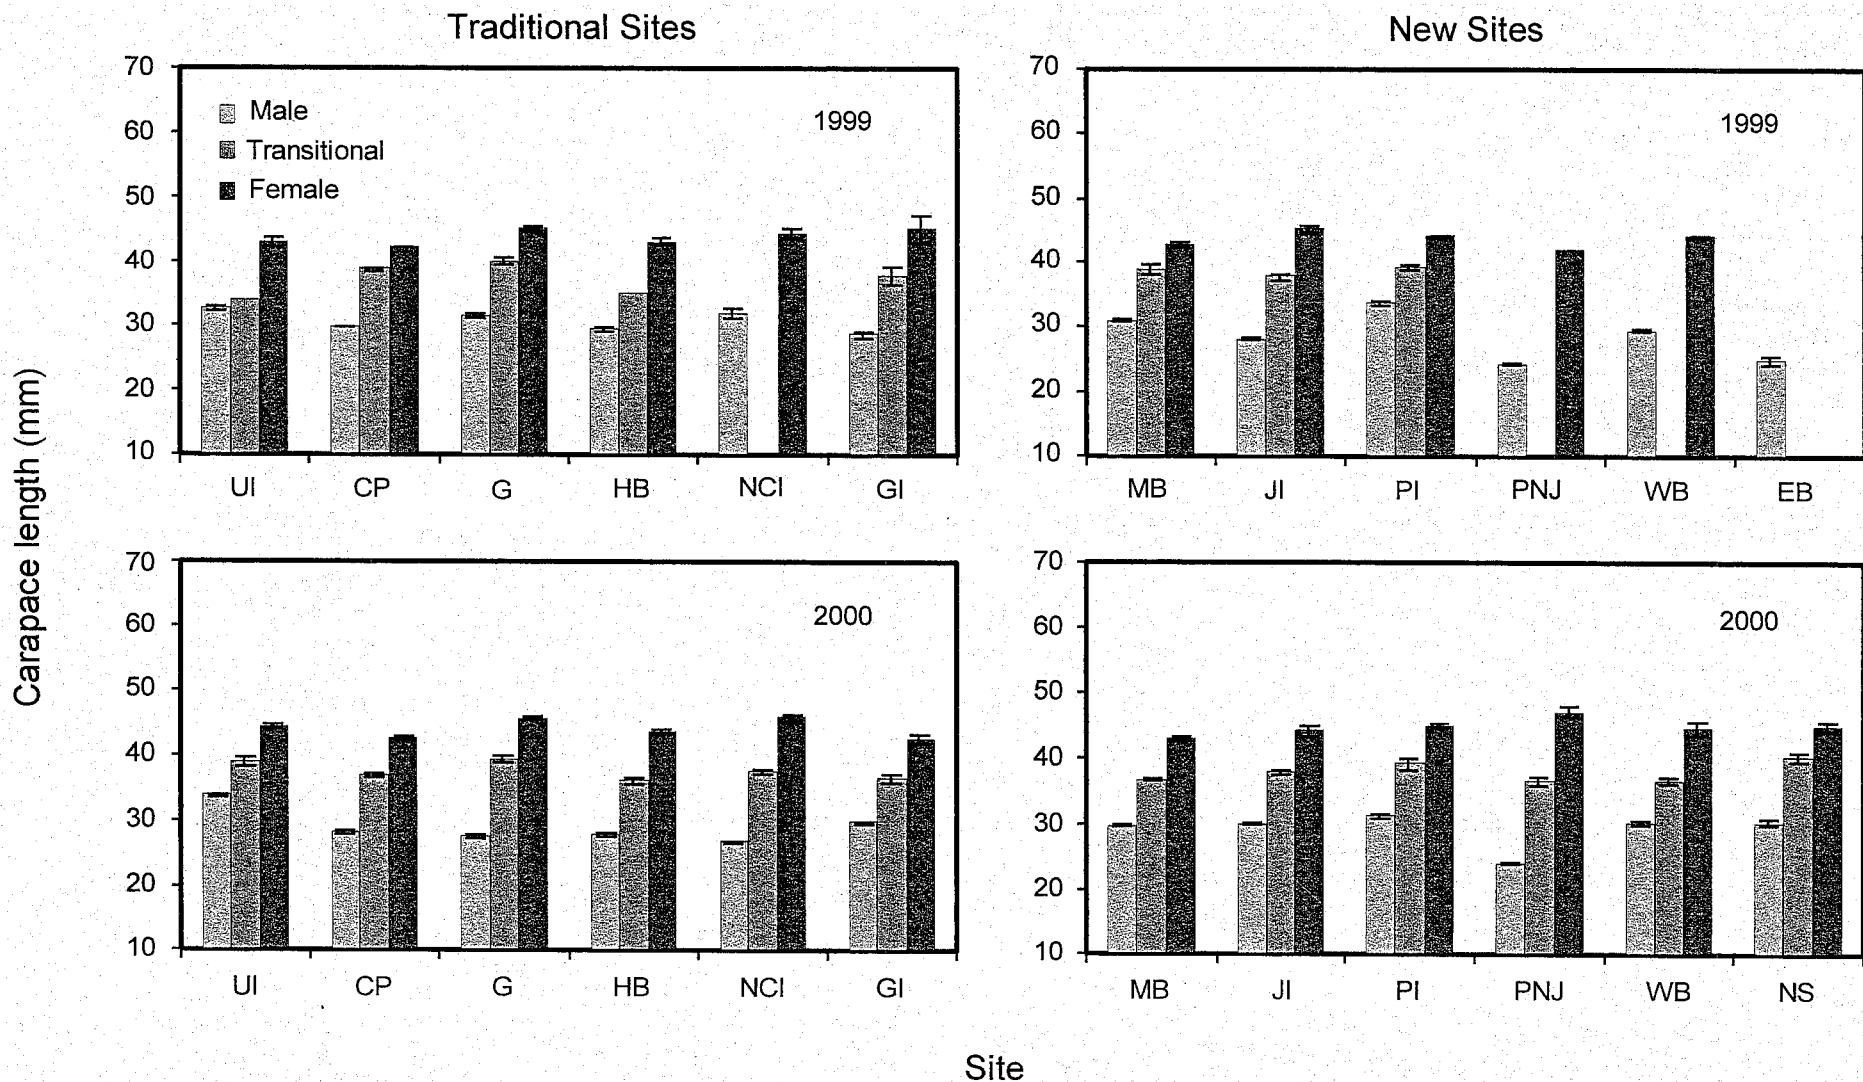 Traditional Sites
New Sites
Carapace length (mm)
70
60
50
40
30
20
10
Male
Transitional
Female
1999
UI CP G HB NCI GI
70
60
50
40
30
20
10
1999
MB JI PI PNJ WB EB
70
60
50
40
30
20
10
2000
UI CP G HB NCI GI
70
60
50
40
30
20
10
2000
MB JI PI PNJ WB NS
Site